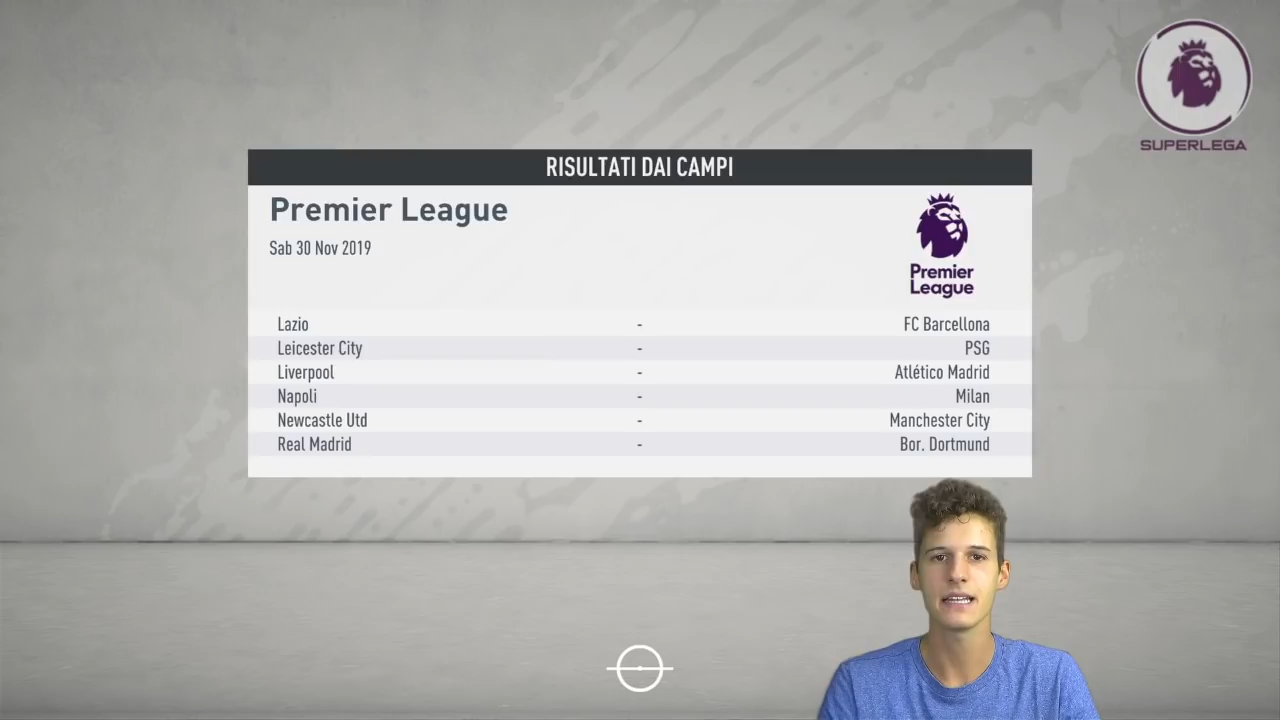 SUPERLEGA
RISULTATI DAI CAMPI
Premier League
Sab 30 Nov 2019
Premier
League
Lazio - FC Barcellona
Leicester City - PSG
Liverpool - Atlético Madrid
Napoli - Milan
Newcastle Utd - Manchester City
Real Madrid - Bor. Dortmund